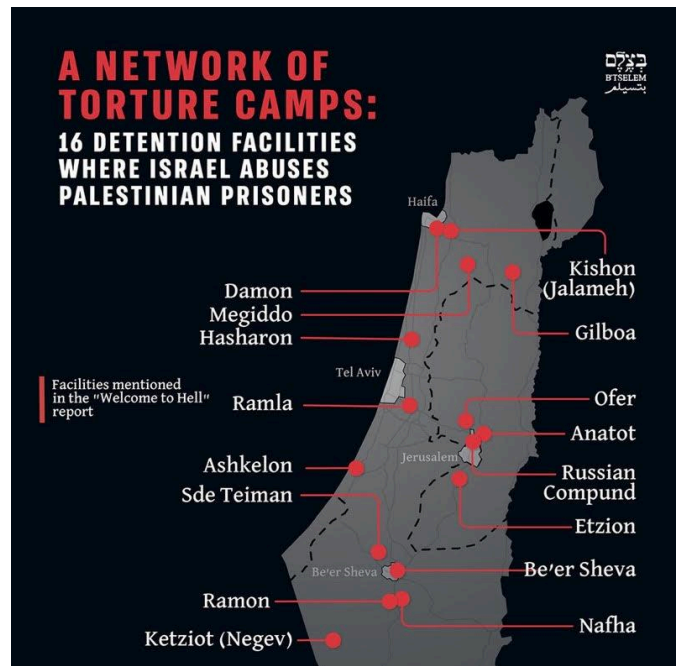 A NETWORK OF
TORTURE CAMPS:
16 DETENTION FACILITIES
WHERE ISRAEL ABUSES
PALESTINIAN PRISONERS
בְּצֶלֶם
B'TSELEM
بتسيلم
Haifa
Kishon
(Jalameh)
Damon
Megiddo
Gilboa
Hasharon
Tel Aviv
Facilities mentioned
in the "Welcome to Hell"
report
Ramla
Ofer
Anatot
Jerusalem
Russian
Compund
Ashkelon
Sde Teiman
Etzion
Be'er Sheva
Be'er Sheva
Ramon
Nafha
Ketziot (Negev)